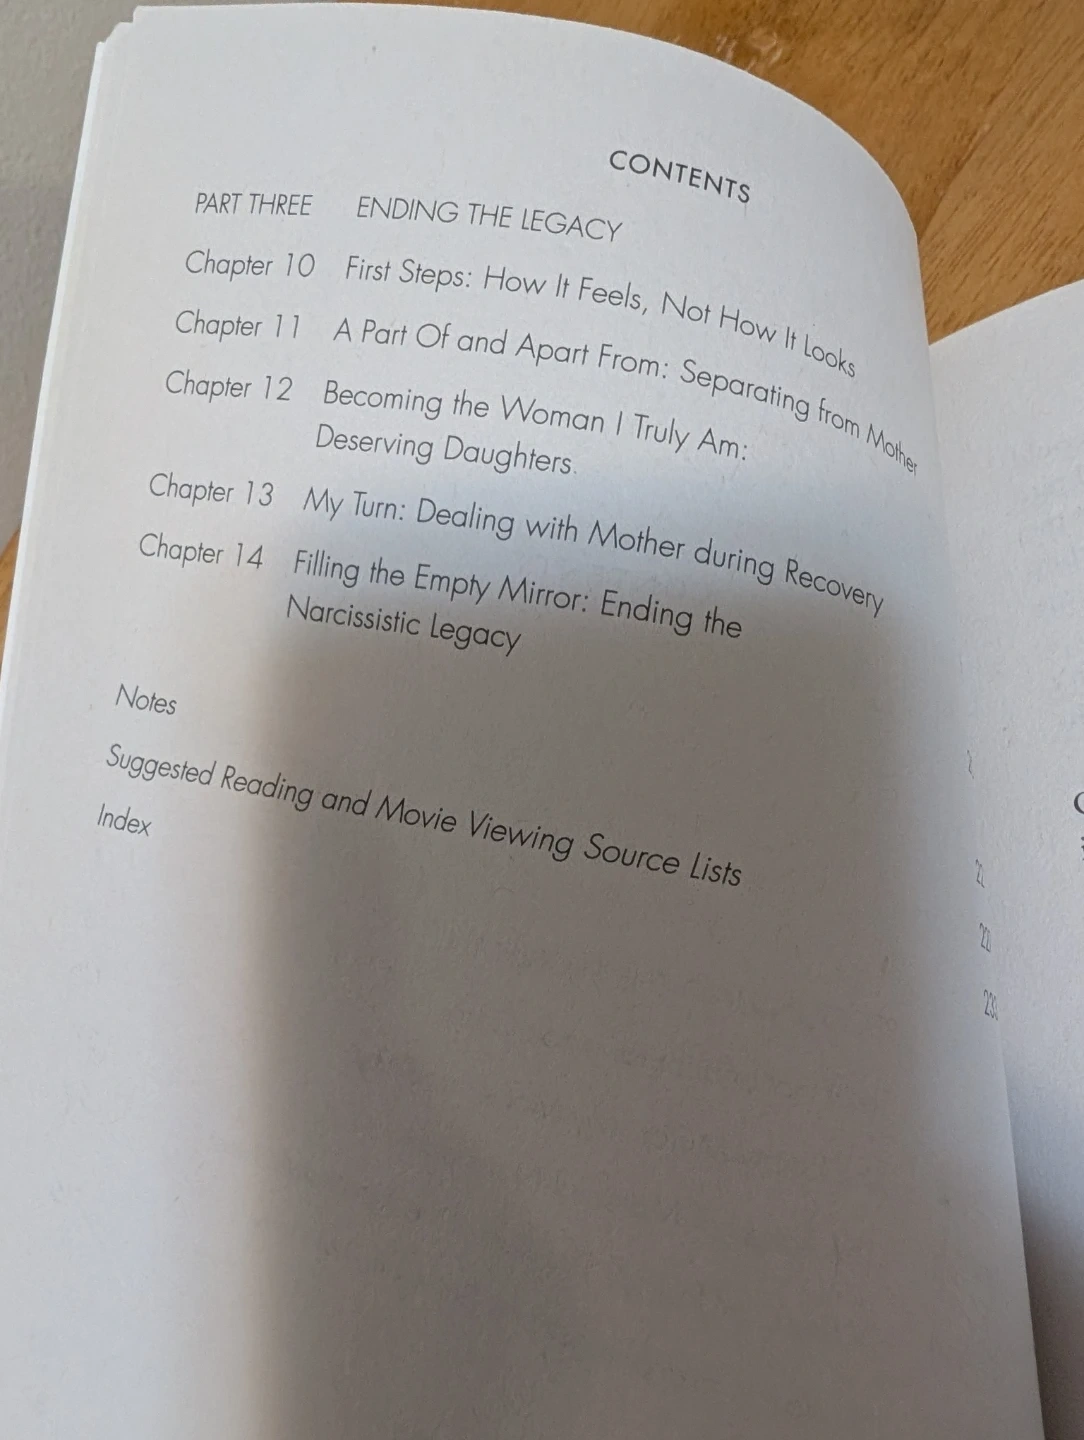 CONTENTS
PART THREE ENDING THE LEGACY
Chapter 10 First Steps: How It Feels, Not How It Looks
Chapter 11 A Part Of and Apart From: Separating from Mother
Chapter 12 Becoming the Woman I Truly Am:
Deserving Daughters
Chapter 13 My Turn: Dealing with Mother during Recovery
Chapter 14 Filling the Empty Mirror: Ending the
Narcissistic Legacy
Notes
Suggested Reading and Movie Viewing Source Lists
Index